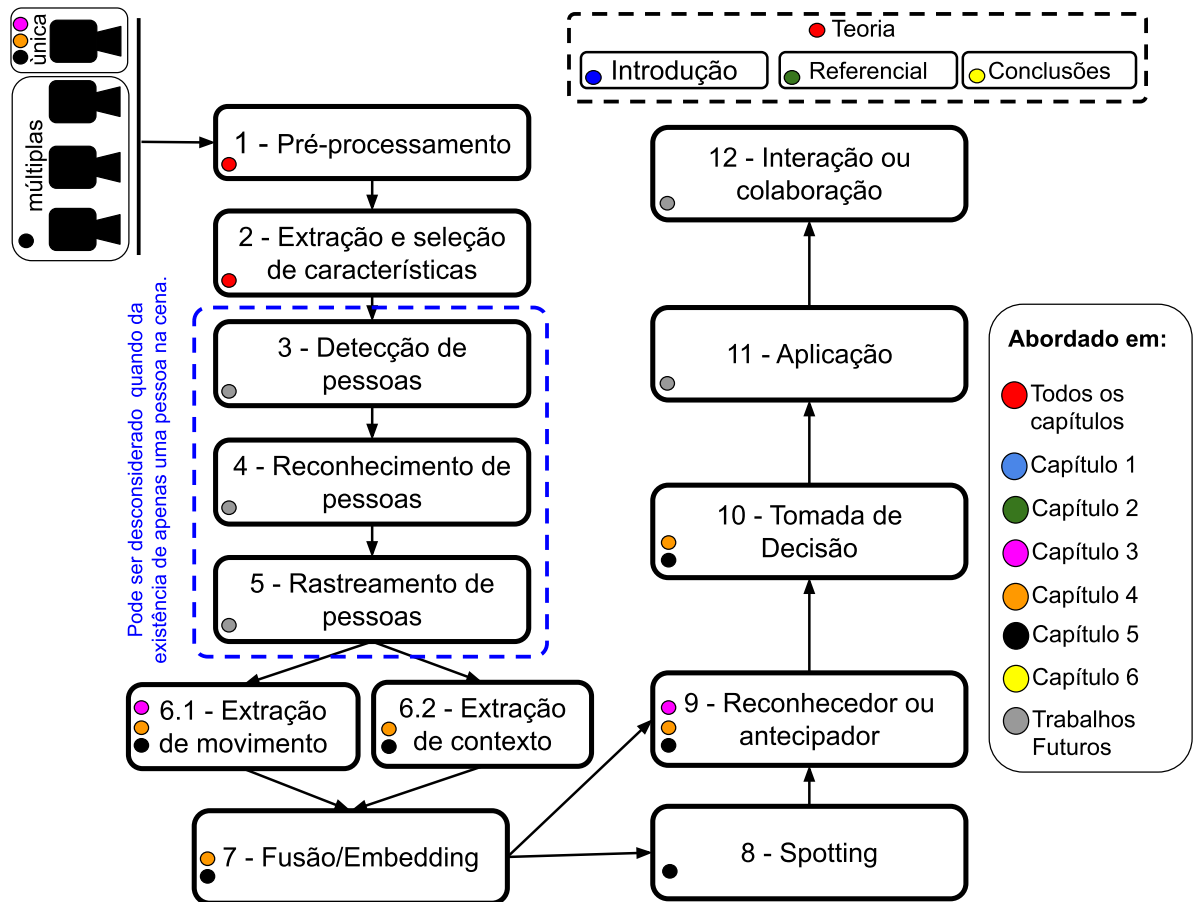 única
múltiplas
Teoria
Introdução
Referencial
Conclusões
1 - Pré-processamento
2 - Extração e seleção
de características
Pode ser desconsiderado quando da
existência de apenas uma pessoa na cena.
3 - Detecção de
pessoas
4 - Reconhecimento de
pessoas
5 - Rastreamento de
pessoas
6.1 - Extração
de movimento
6.2 - Extração
de contexto
7 - Fusão/Embedding
8 - Spotting
9 - Reconhecedor ou
antecipador
10 - Tomada de
Decisão
11 - Aplicação
12 - Interação ou
colaboração
Abordado em:
Todos os
capítulos
Capítulo 1
Capítulo 2
Capítulo 3
Capítulo 4
Capítulo 5
Capítulo 6
Trabalhos
Futuros